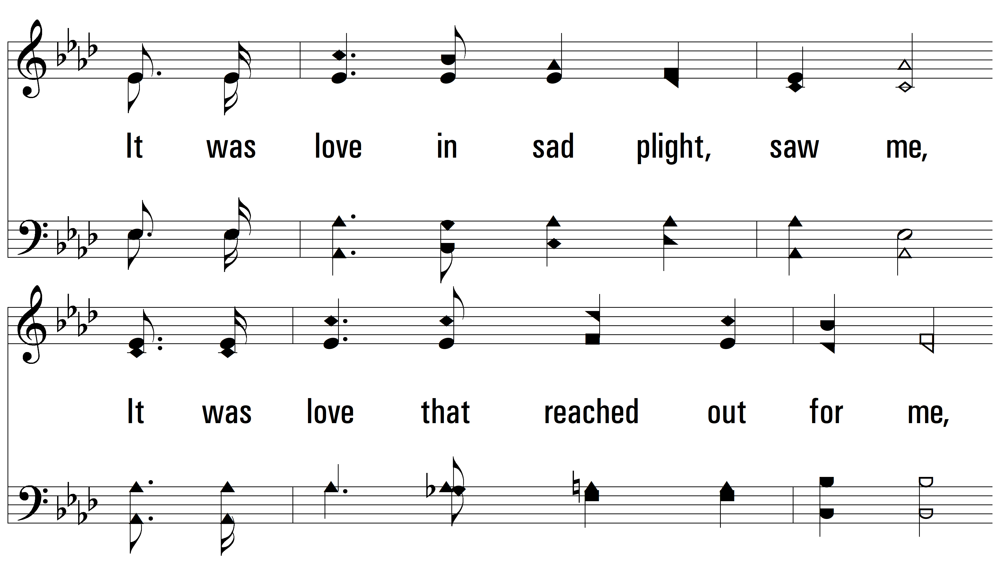 It was love in sad plight, saw me,
It was love that reached out for me,